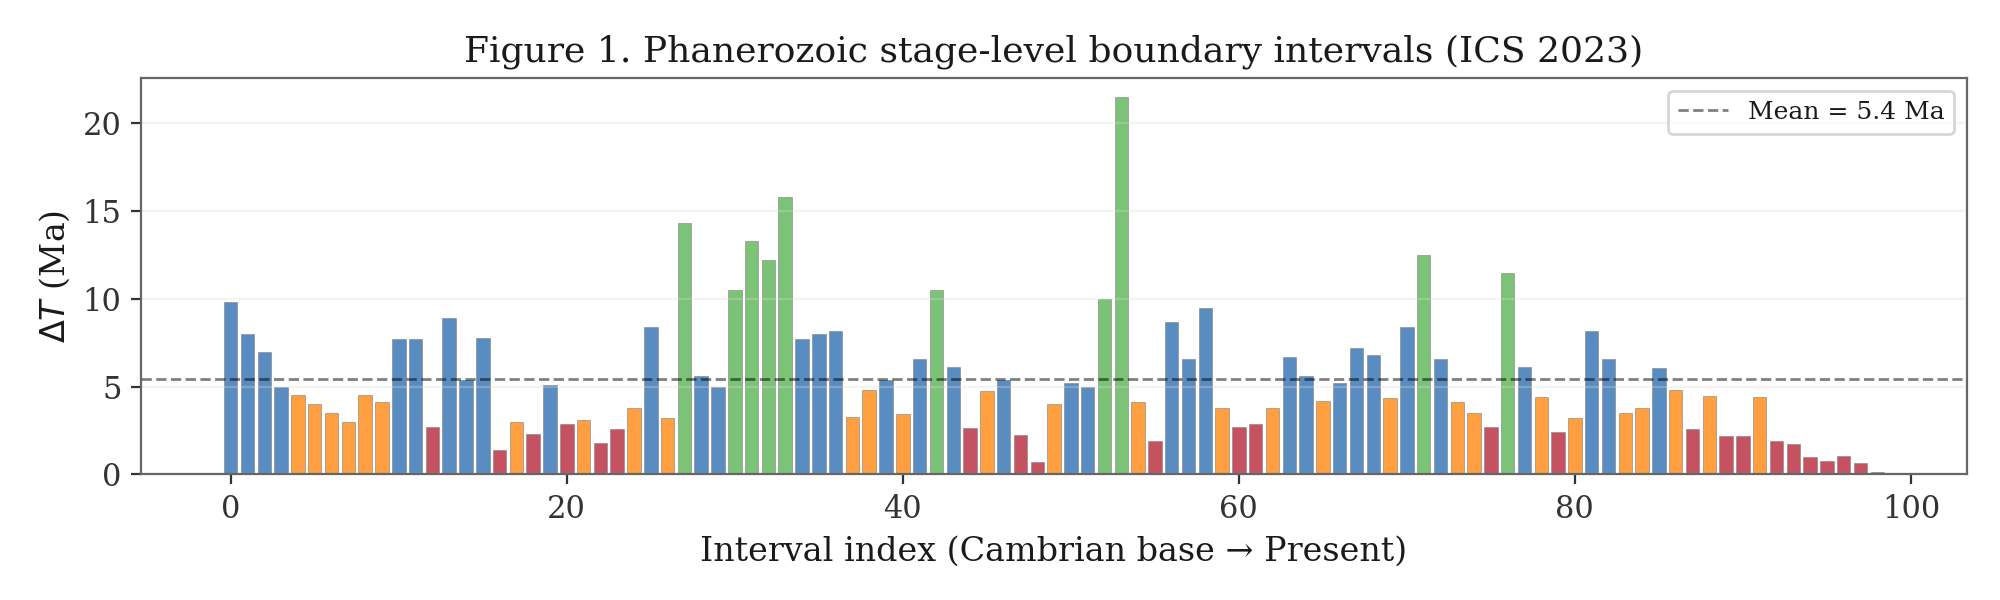 Figure 1. Phanerozoic stage-level boundary intervals (ICS 2023)
Mean = 5.4 Ma
ΔT (Ma)
20
15
10
5
0
0 20 40 60 80 100
Interval index (Cambrian base → Present)